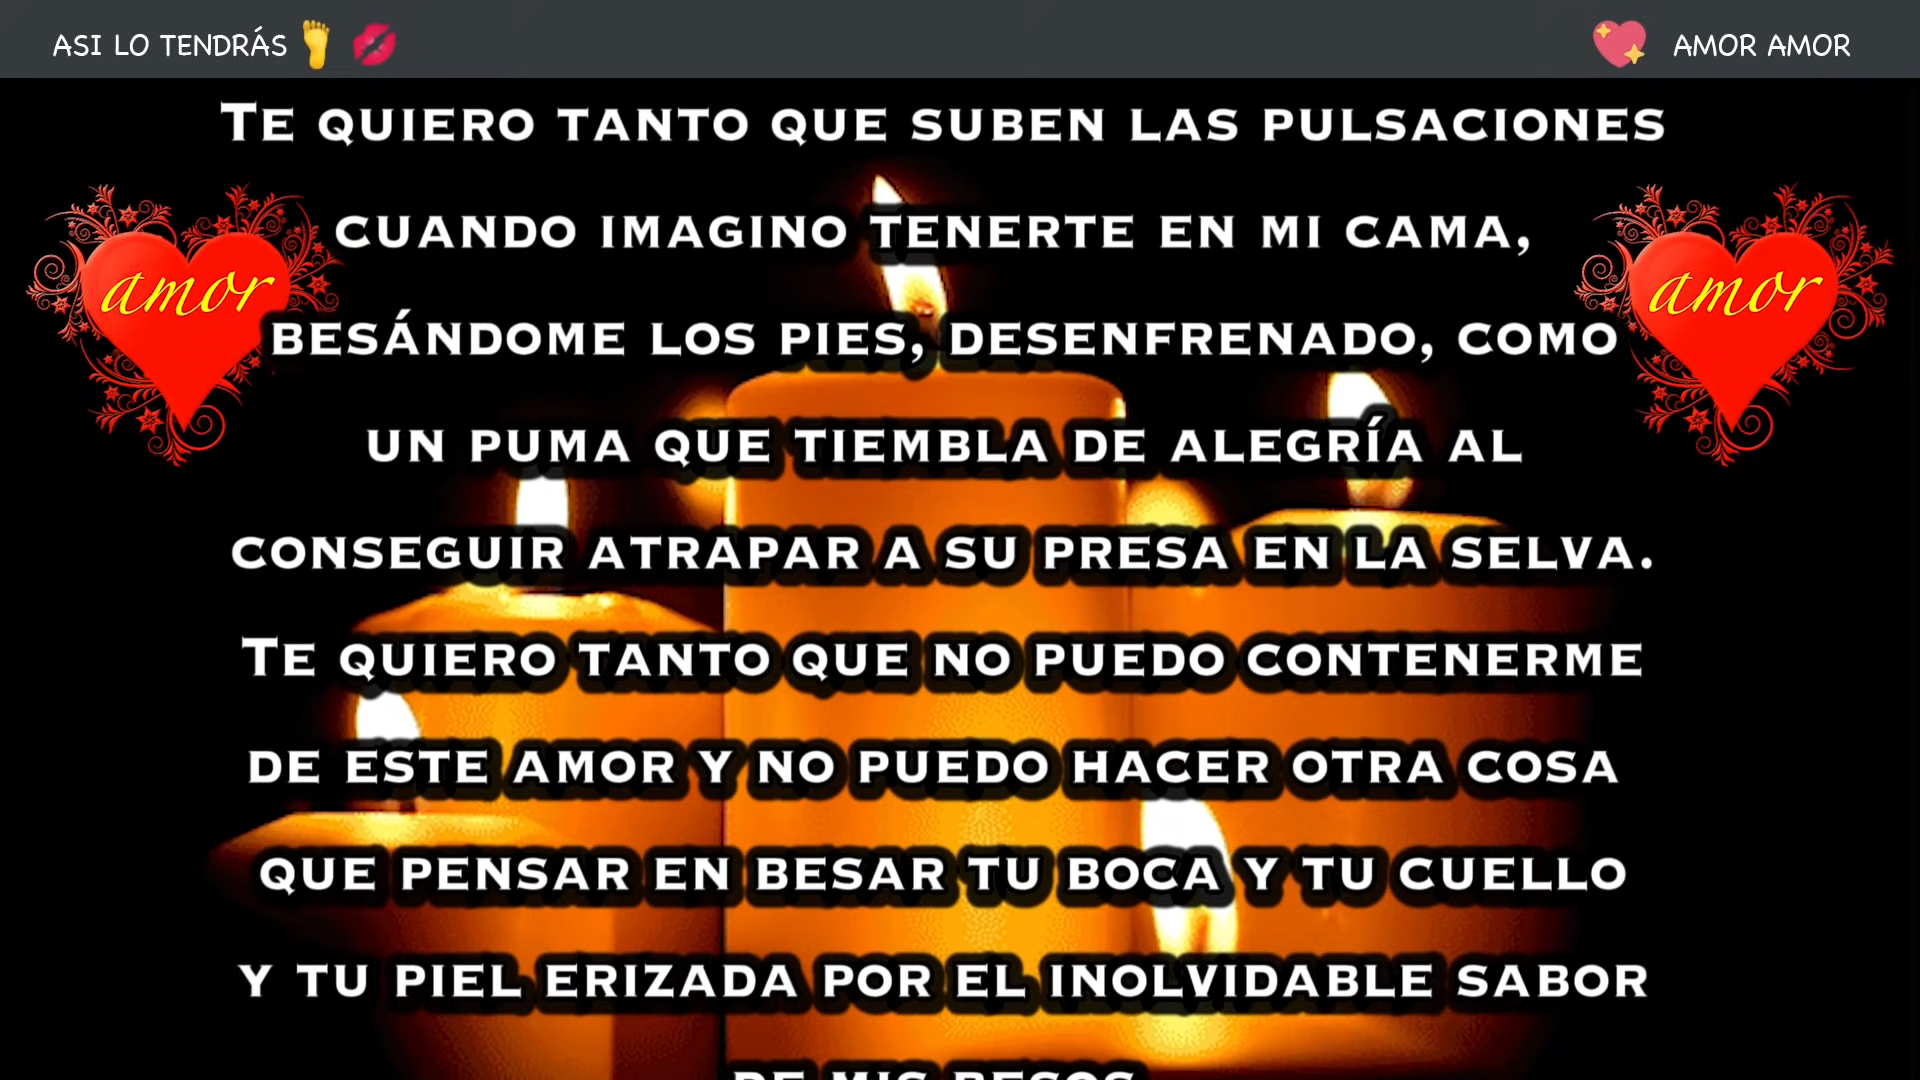 ASI LO TENDRÁS 🦶 💋
💖 AMOR AMOR
TE QUIERO TANTO QUE SUBEN LAS PULSACIONES
CUANDO IMAGINO TENERTE EN MI CAMA,
amor
amor
BESÁNDOME LOS PIES, DESENFRENADO, COMO
UN PUMA QUE TIEMBLA DE ALEGRÍA AL
CONSEGUIR ATRAPAR A SU PRESA EN LA SELVA.
TE QUIERO TANTO QUE NO PUEDO CONTENERME
DE ESTE AMOR Y NO PUEDO HACER OTRA COSA
QUE PENSAR EN BESAR TU BOCA Y TU CUELLO
Y TU PIEL ERIZADA POR EL INOLVIDABLE SABOR
DE MIS BESOS